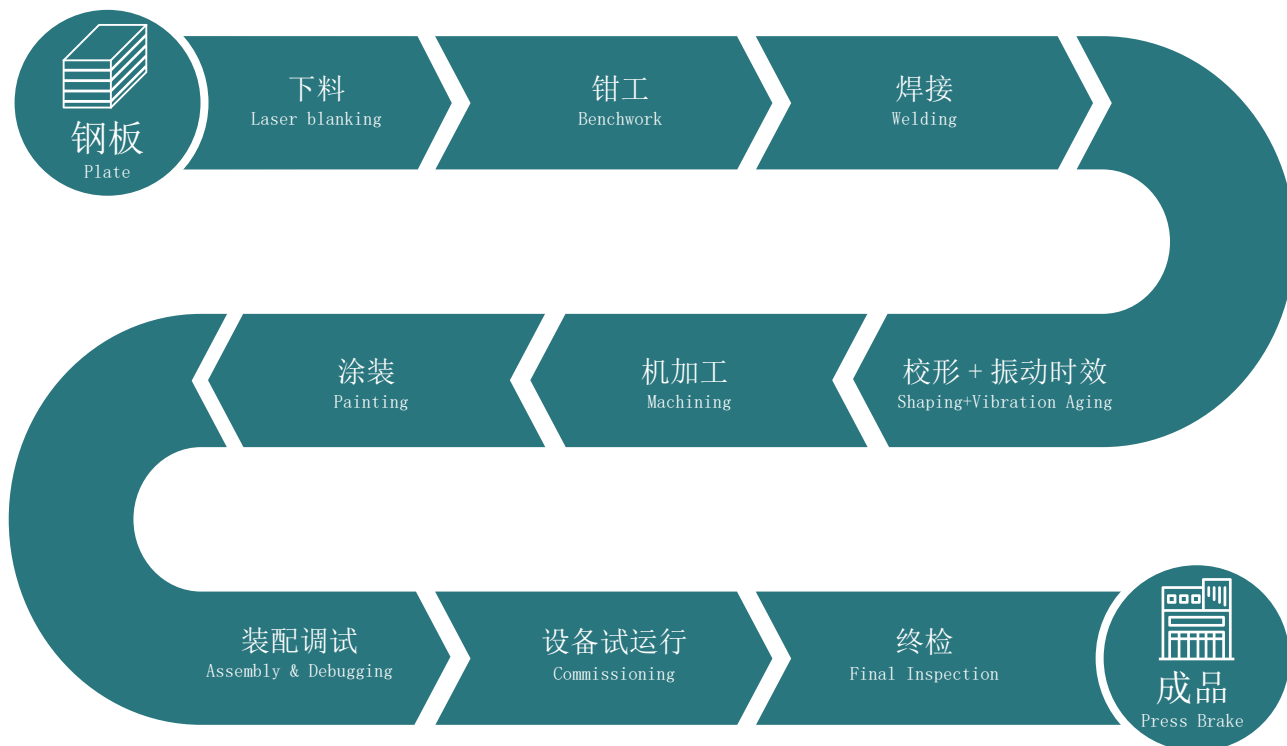 钢板
Plate
下料
Laser blanking
钳工
Benchwork
焊接
Welding
校形 + 振动时效
Shaping+Vibration Aging
机加工
Machining
涂装
Painting
装配调试
Assembly & Debugging
设备试运行
Commissioning
终检
Final Inspection
成品
Press Brake